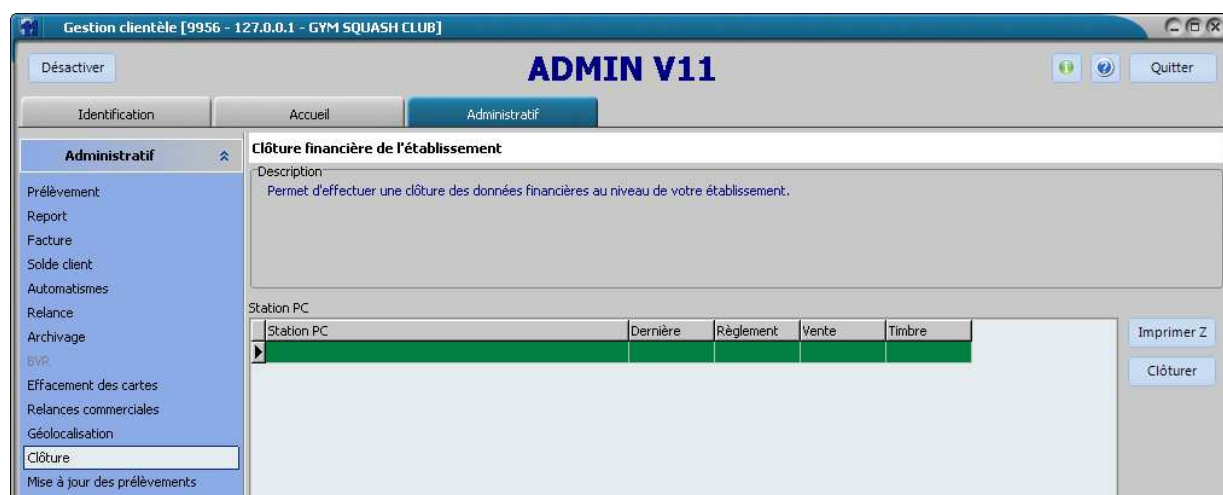 Gestion clientèle [9956 - 127.0.0.1 - GYM SQUASH CLUB]
Désactiver
ADMIN V11
Quitter
Identification
Accueil
Administratif
Administratif
Prélèvement
Report
Facture
Solde client
Automatismes
Relance
Archivage
BVR
Effacement des cartes
Relances commerciales
Géolocalisation
Clôture
Mise à jour des prélèvements
Clôture financière de l'établissement
Description
Permet d'effectuer une clôture des données financières au niveau de votre établissement.
Station PC
Station PC Dernière Règlement Vente Timbre
Imprimer Z
Clôturer